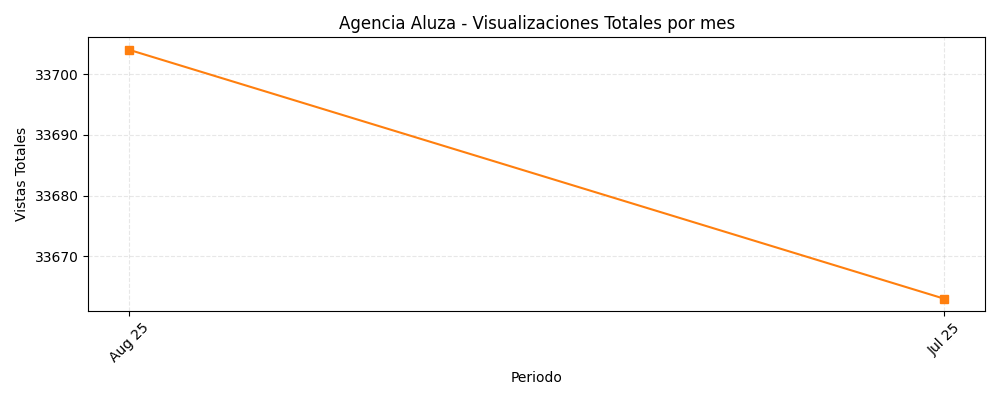 Agencia Aluza - Visualizaciones Totales por mes
Vistas Totales
33700
33690
33680
33670
Aug 25
Jul 25
Periodo